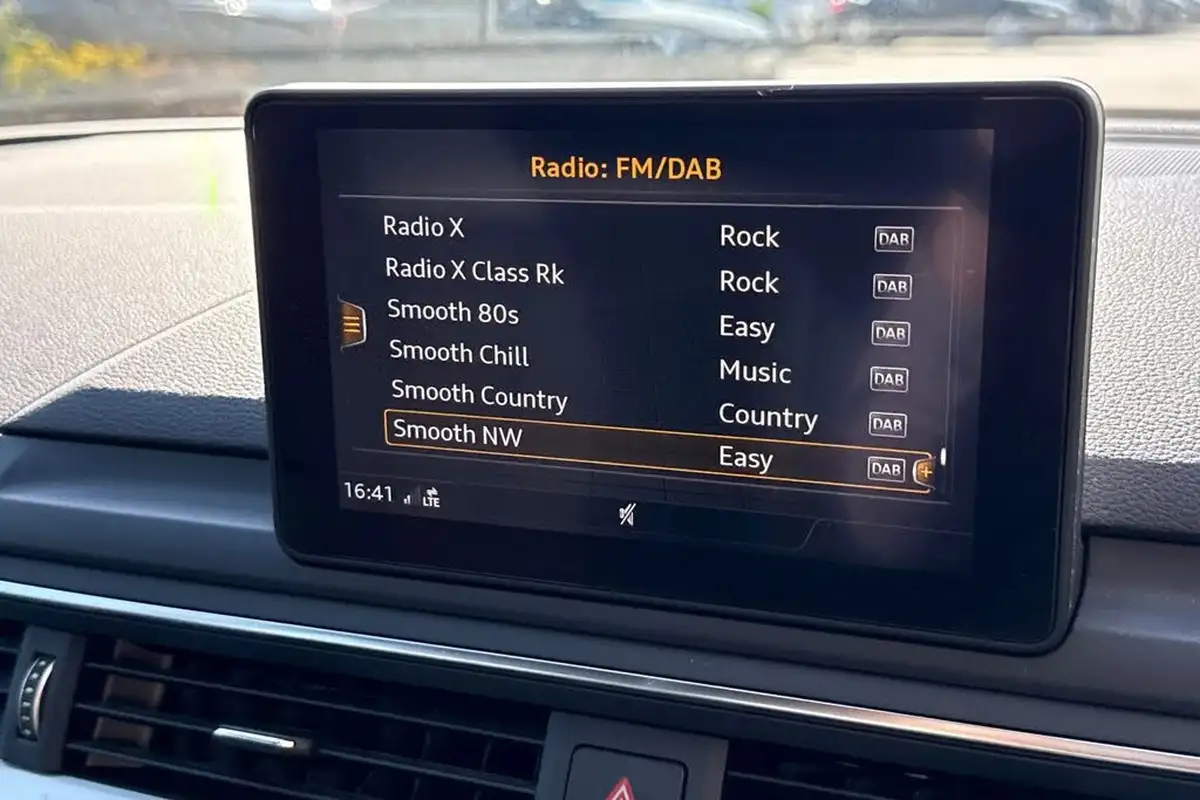 Radio: FM/DAB
Radio X Rock DAB
Radio X Class Rk Rock DAB
Smooth 80s Easy DAB
Smooth Chill Music DAB
Smooth Country Country DAB
Smooth NW Easy DAB
16:41 LTE